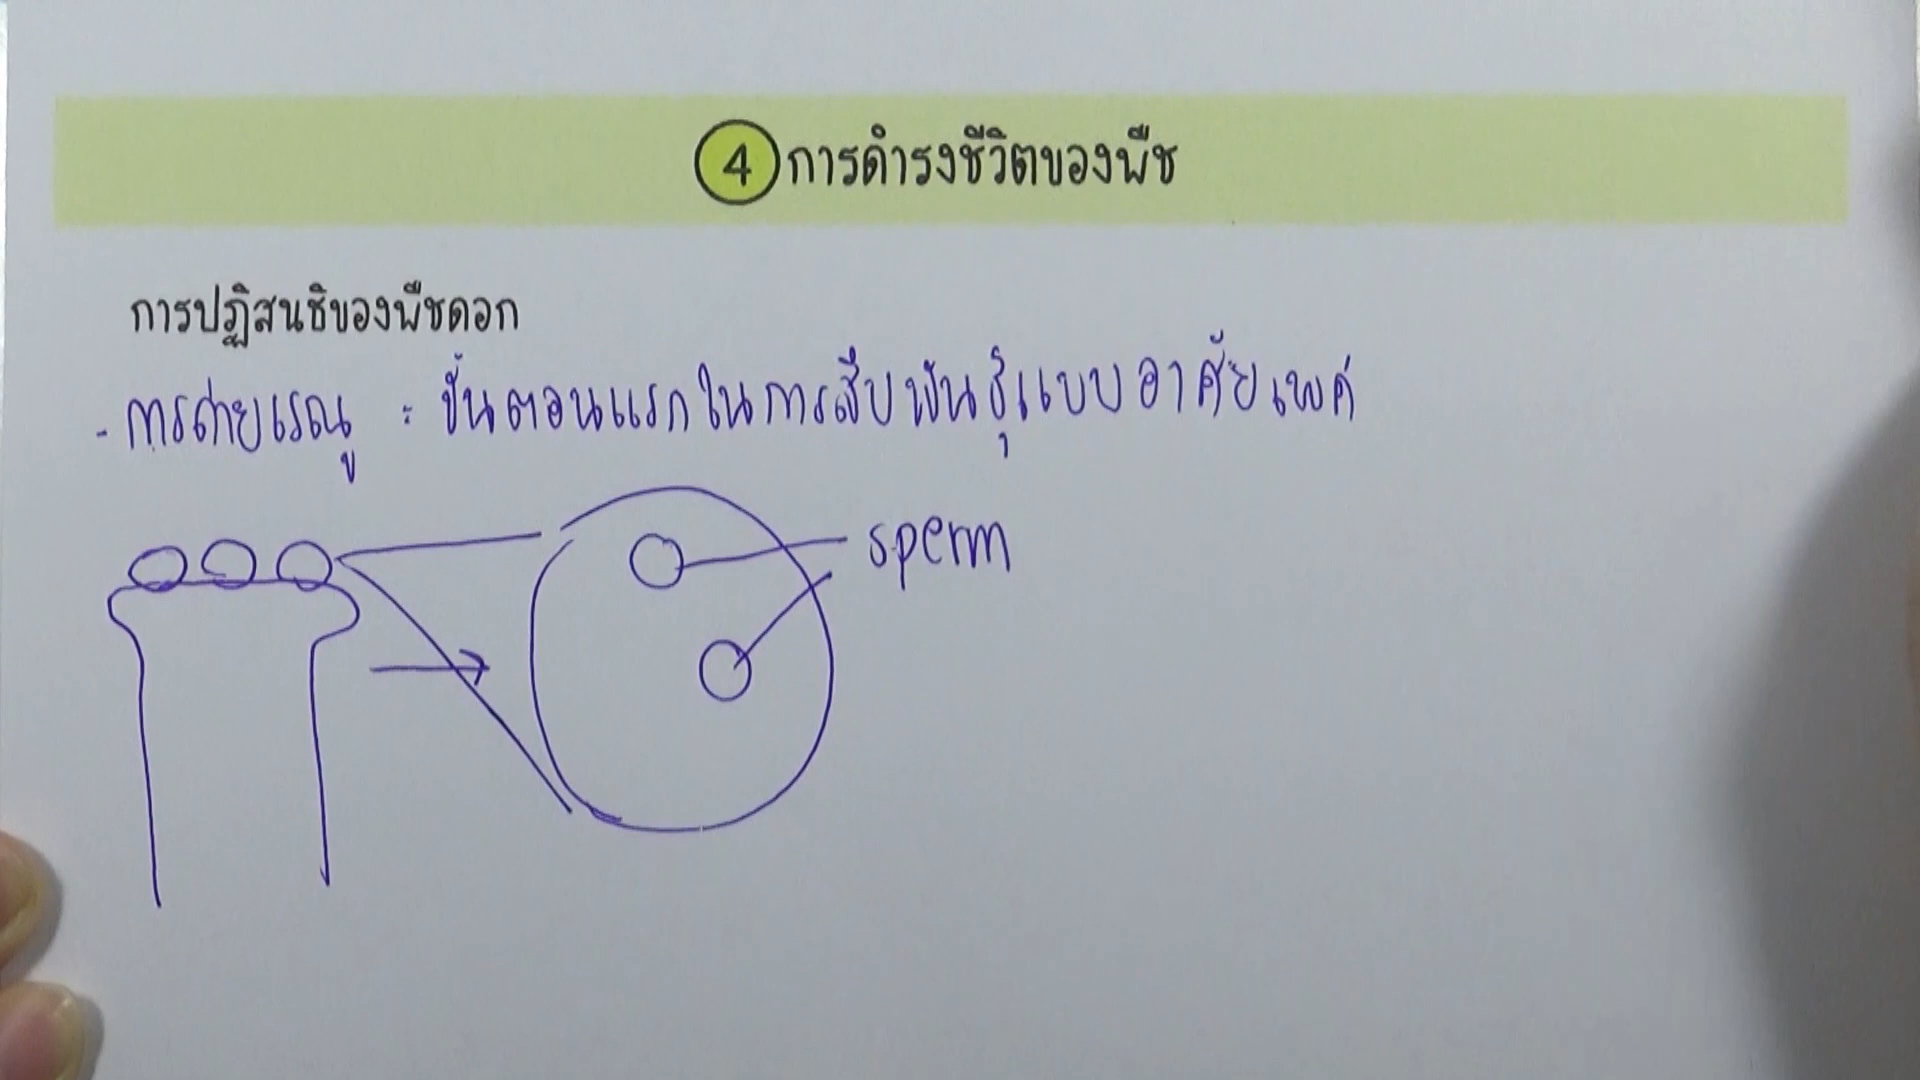 4 การดำรงชีวิตของพืช
การปฏิสนธิของพืชดอก
- การถ่ายเรณู : ขั้นตอนแรกในการสืบพันธุ์แบบอาศัยเพศ
sperm